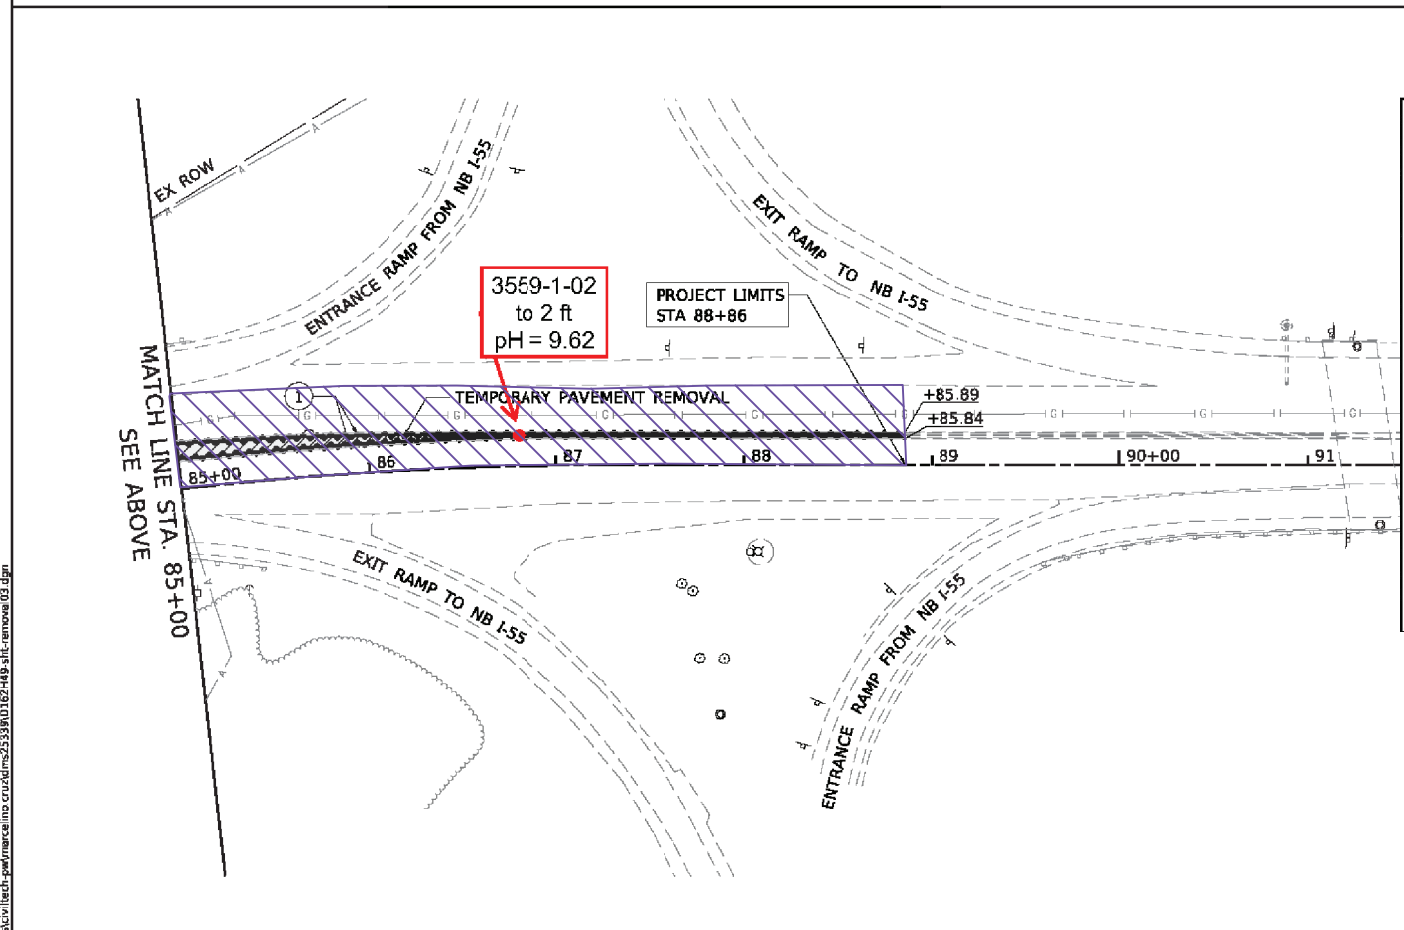 EX ROW
ENTRANCE RAMP FROM NB I-55
EXIT RAMP TO NB I-55
3559-1-02
to 2 ft
pH = 9.62
PROJECT LIMITS
STA 88+86
MATCH LINE STA. 85+00
SEE ABOVE
1
TEMPORARY PAVEMENT REMOVAL
+85.89
+85.84
85+00
86
87
88
89
90+00
91
EXIT RAMP TO NB I-55
ENTRANCE RAMP FROM NB I-55